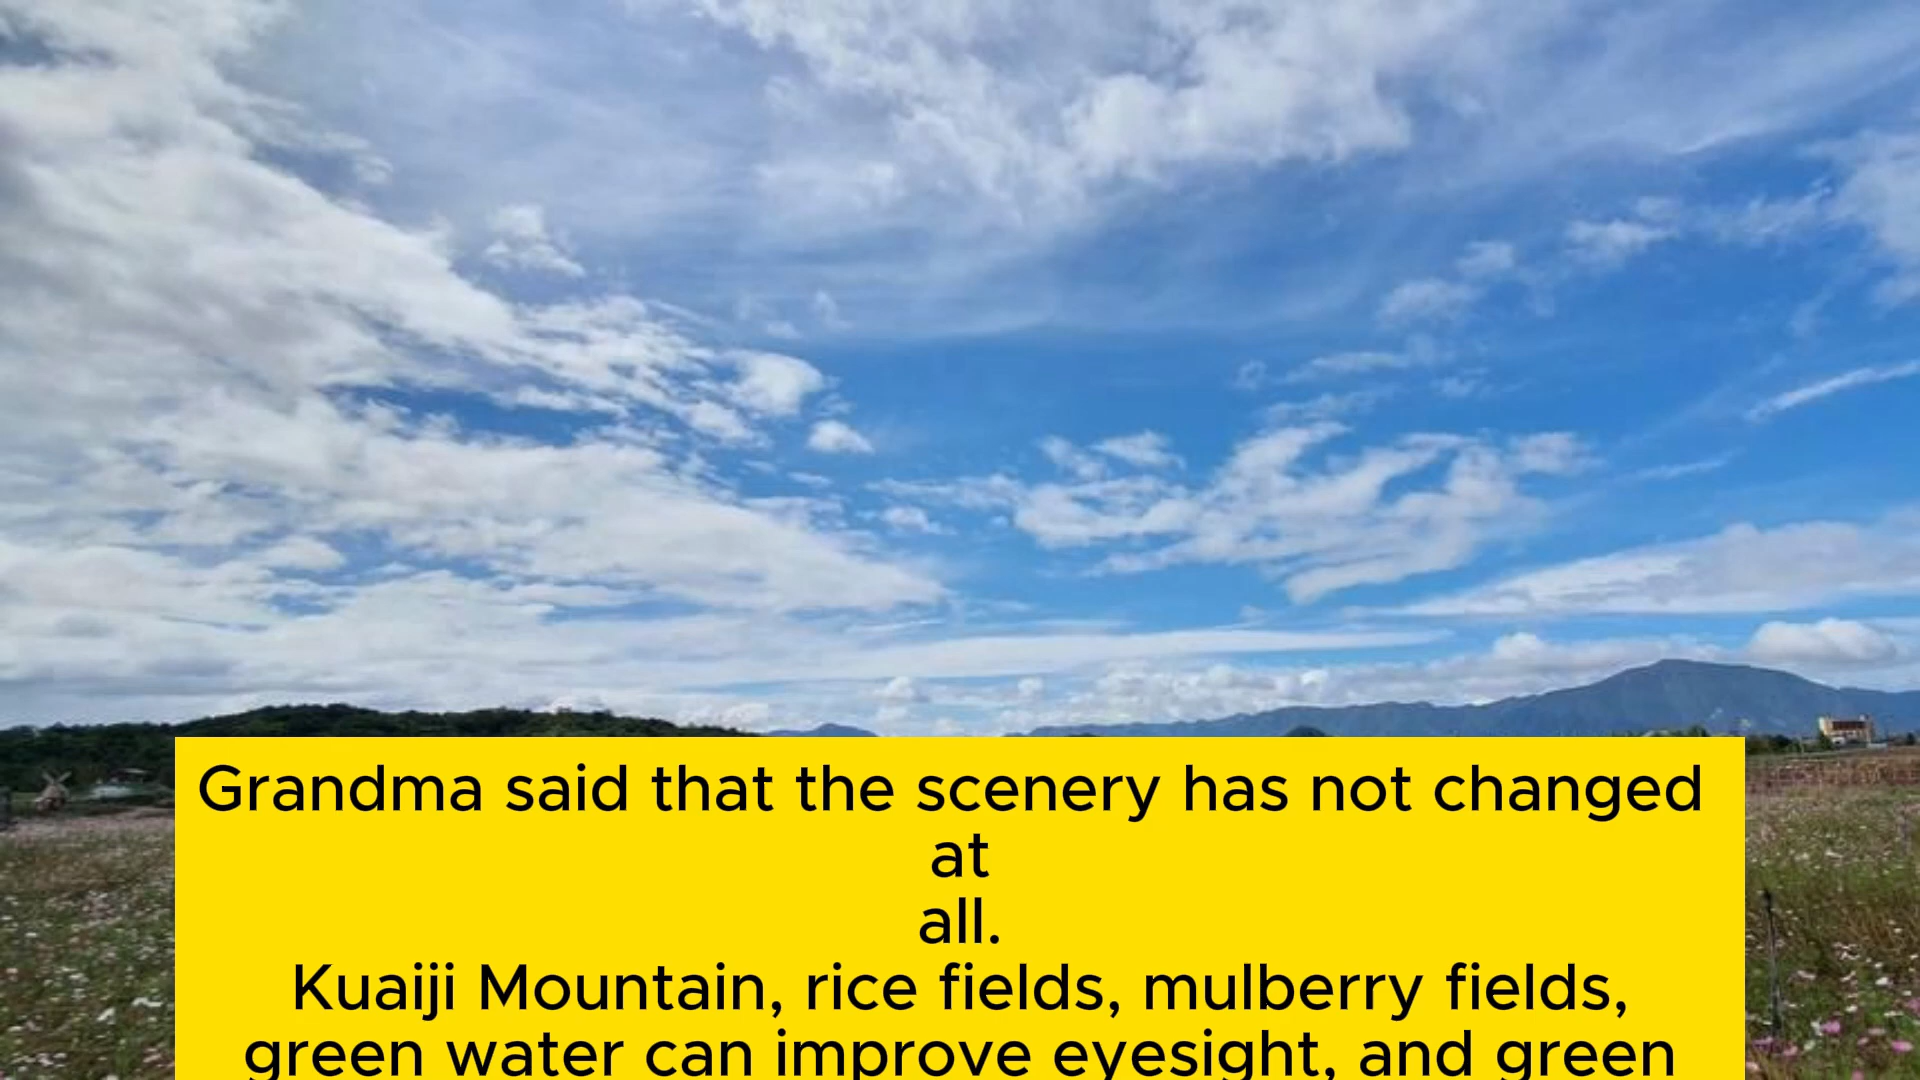 Grandma said that the scenery has not changed
at
all.
Kuaiji Mountain, rice fields, mulberry fields,
green water can improve eyesight, and green